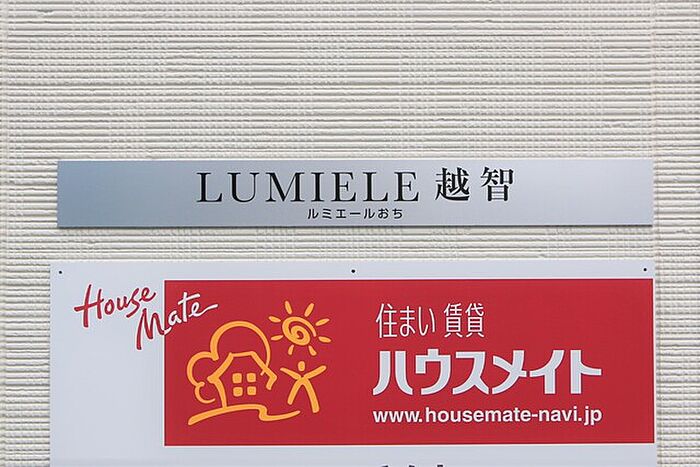 LUMIELE 越智
ルミエールおち
House
Mate
住まい 賃貸
ハウスメイト
www.housemate-navi.jp